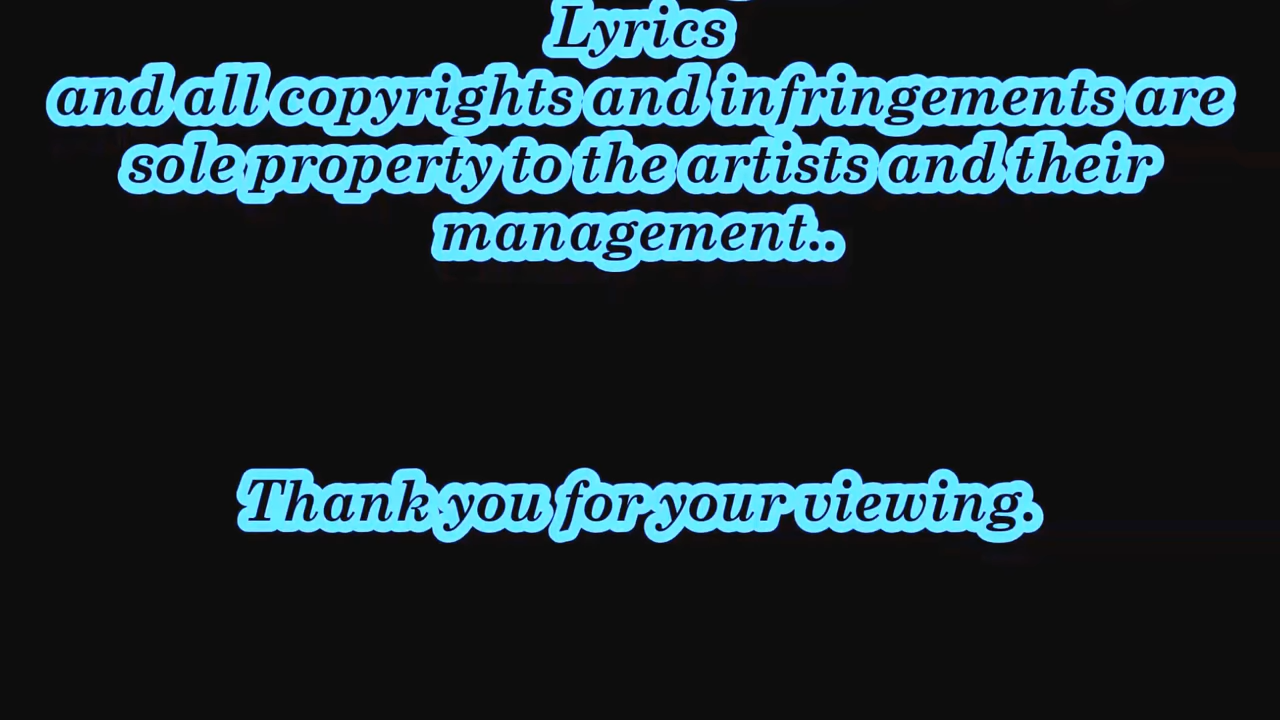 Lyrics
and all copyrights and infringements are
sole property to the artists and their
management..
Thank you for your viewing.